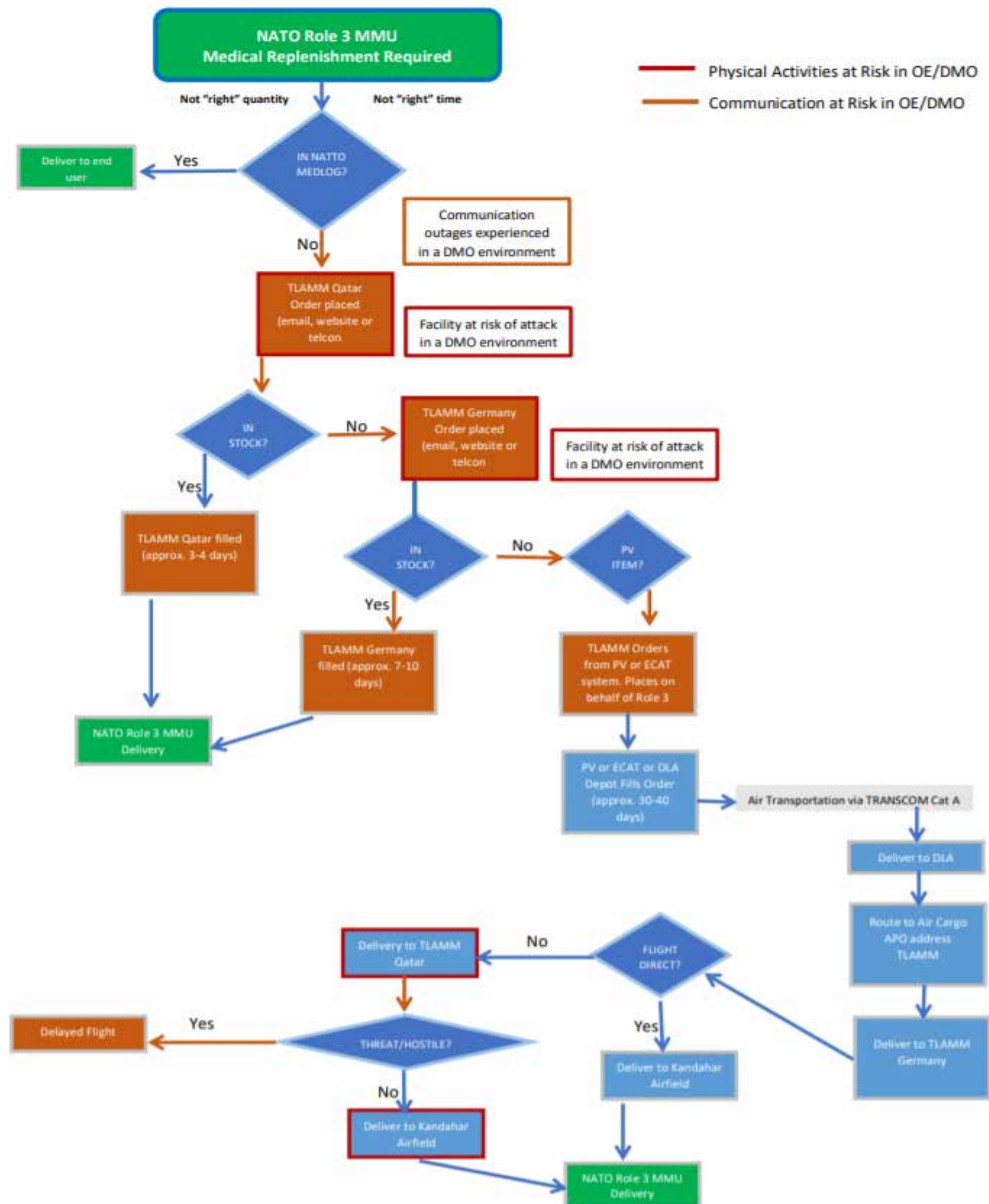 NATO Role 3 MMU
Medical Replenishment Required
Physical Activities at Risk in OE/DMO
Communication at Risk in OE/DMO
Not "right" quantity
Not "right" time
IN NATTO
MEDLOG?
Yes
Deliver to end
user
No
Communication
outages experienced
in a DMO environment
TLAMM Qatar
Order placed
(email, website or
telcon
Facility at risk of attack
in a DMO environment
IN
STOCK?
No
TLAMM Germany
Order placed
(email, website or
telcon
Facility at risk of attack
in a DMO environment
Yes
TLAMM Qatar filled
(approx. 3-4 days)
IN
STOCK?
No
PV
ITEM?
Yes
TLAMM Germany
filled (approx. 7-10
days)
TLAMM Orders
from PV or ECAT
system. Places on
behalf of Role 3
NATO Role 3 MMU
Delivery
PV or ECAT or DLA
Depot Fills Order
(approx. 30-40
days)
Air Transportation via TRANSCOM Cat A
Deliver to DLA
Route to Air Cargo
APO address
TLAMM
Deliver to TLAMM
Germany
FLIGHT
DIRECT?
No
Delivery to TLAMM
Qatar
Yes
Deliver to Kandahar
Airfield
THREAT/HOSTILE?
Yes
Delayed Flight
No
Deliver to Kandahar
Airfield
NATO Role 3 MMU
Delivery